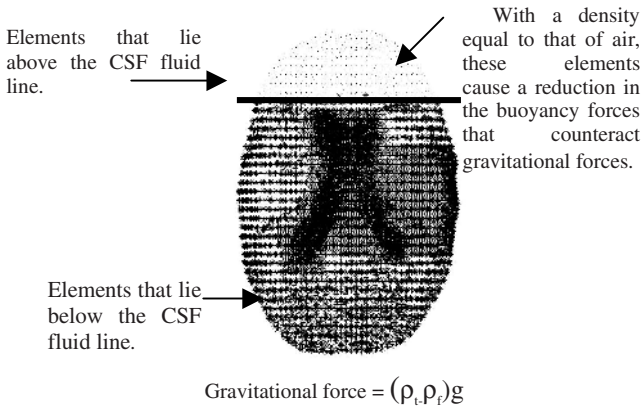 Elements that lie
above the CSF fluid
line.
With a density
equal to that of air,
these elements
cause a reduction in
the buoyancy forces
that counteract
gravitational forces.
Elements that lie
below the CSF
fluid line.
Gravitational force = (ρt-ρf)g